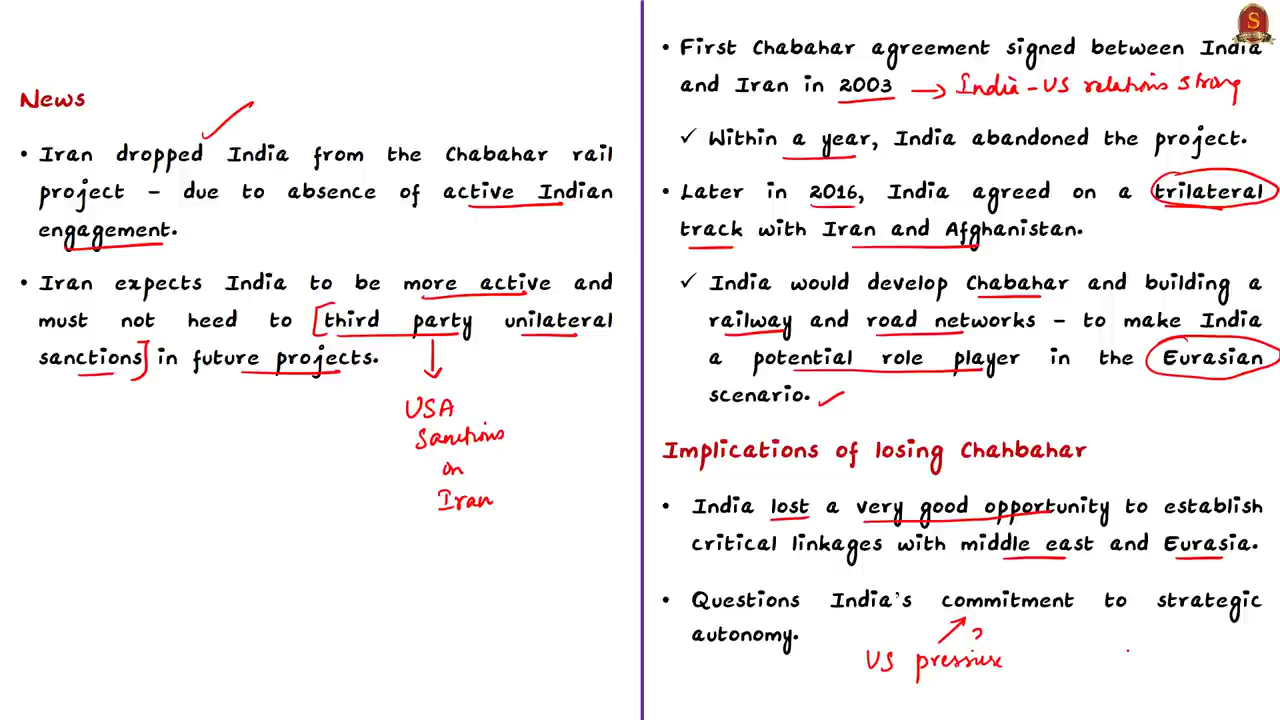 News
• Iran dropped India from the Chabahar rail
project – due to absence of active Indian
engagement.
• Iran expects India to be more active and
must not heed to [third party unilateral
sanctions] in future projects.
USA
Sanctions
on
Iran
S
• First Chabahar agreement signed between India
and Iran in 2003 → India-US relations strong
✓ Within a year, India abandoned the project.
• Later in 2016, India agreed on a trilateral
track with Iran and Afghanistan.
✓ India would develop Chabahar and building a
railway and road networks – to make India
a potential role player in the Eurasian
scenario.
Implications of losing Chahbahar
• India lost a very good opportunity to establish
critical linkages with middle east and Eurasia.
• Questions India's commitment to strategic
autonomy.
?
US pressure